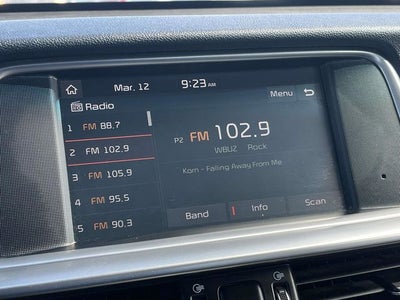 Mar. 12 9:23 AM
Radio Menu
1 FM 88.7
2 FM 102.9
3 FM 105.9
4 FM 95.5
5 FM 90.3
P2 FM 102.9
WBUZ Rock
Korn - Falling Away From Me
Band Info Scan